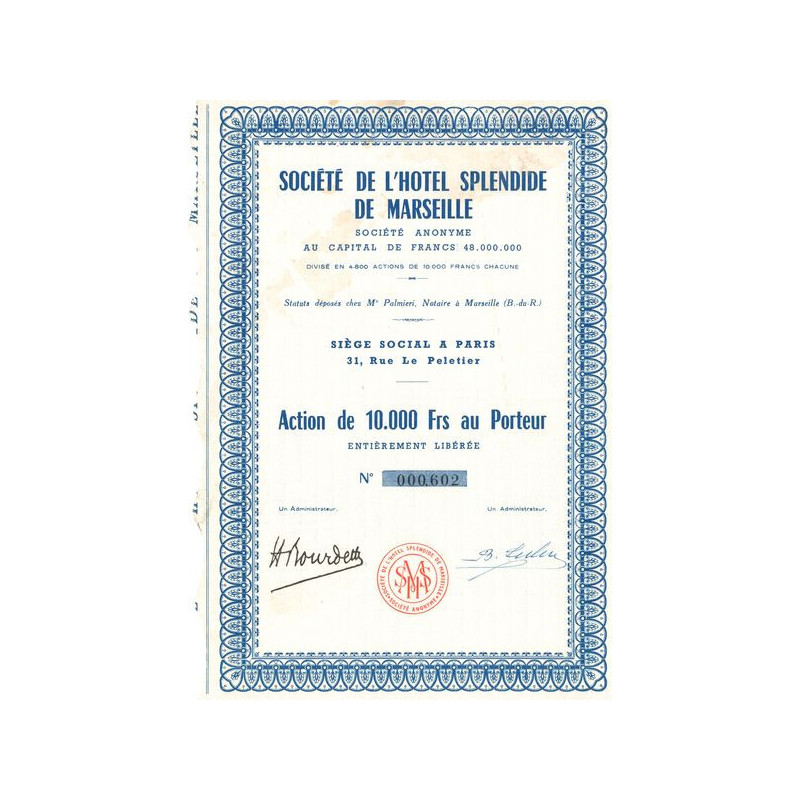 SOCIÉTÉ DE L'HOTEL SPLENDIDE
DE MARSEILLE
SOCIÉTÉ ANONYME
AU CAPITAL DE FRANCS 48.000.000
DIVISÉ EN 4.800 ACTIONS DE 10.000 FRANCS CHACUNE
Statuts déposés chez Me Palmieri, Notaire à Marseille (B.-du-R.)
SIÈGE SOCIAL A PARIS
31, Rue Le Peletier
Action de 10.000 Frs au Porteur
ENTIÈREMENT LIBÉRÉE
N° 000.602
Un Administrateur. Un Administrateur.
SOCIÉTÉ DE L'HOTEL SPLENDIDE DE MARSEILLE
SOCIÉTÉ ANONYME